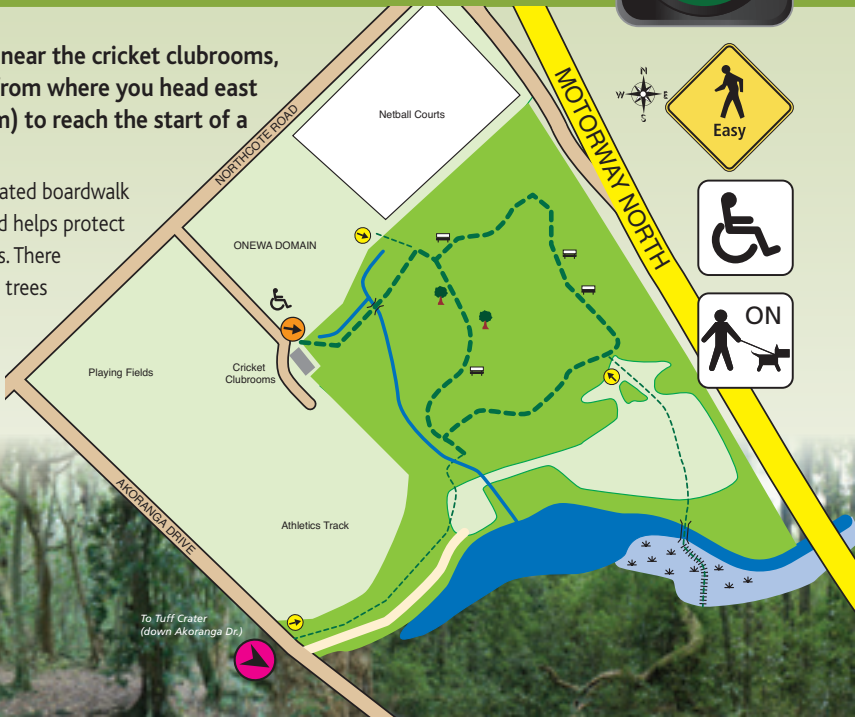 near the cricket clubrooms,
from where you head east
m) to reach the start of a
ated boardwalk
d helps protect
s. There
trees
NORTHCOTE ROAD
Netball Courts
MOTORWAY NORTH
N
W
E
S
Easy
ONEWA DOMAIN
ON
Playing Fields
Cricket
Clubrooms
AKORANGA DRIVE
Athletics Track
To Tuff Crater
(down Akoranga Dr.)